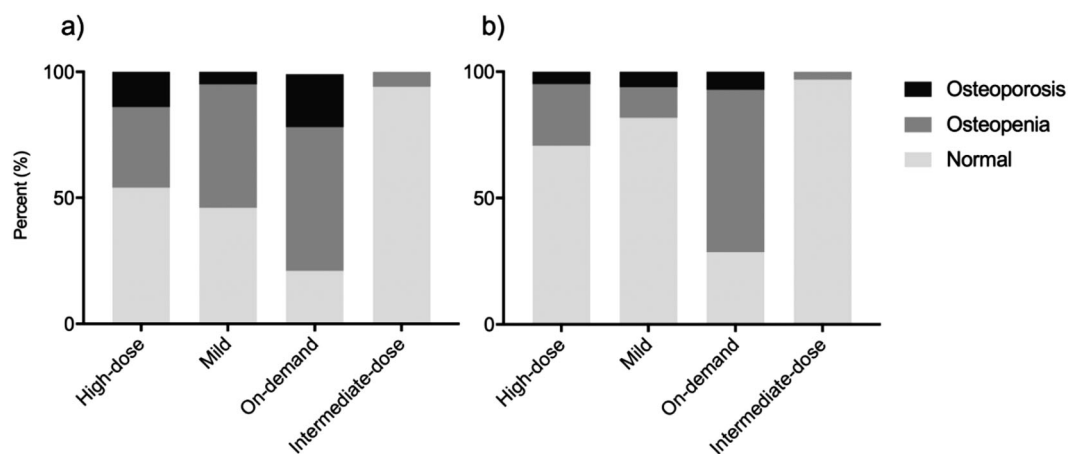 a)
b)
Percent (%)
100
50
0
High-dose
Mild
On-demand
Intermediate-dose
100
50
0
High-dose
Mild
On-demand
Intermediate-dose
Osteoporosis
Osteopenia
Normal